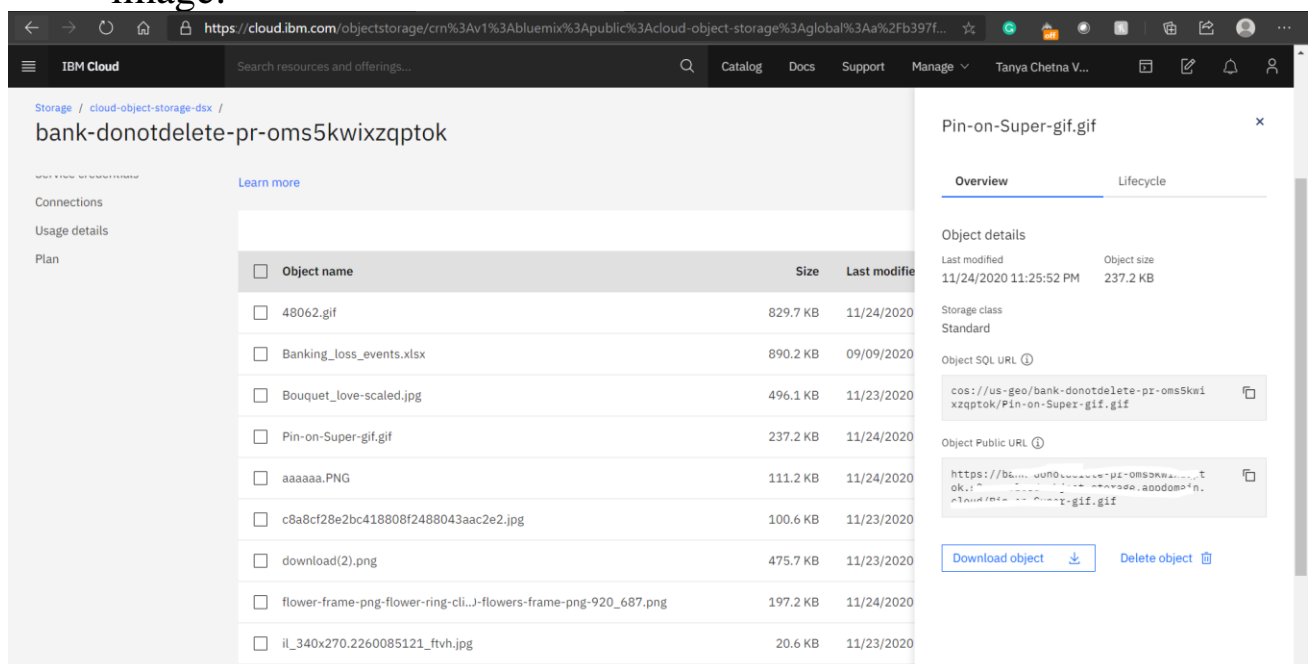 image:
https://cloud.ibm.com/objectstorage/crn%3Av1%3Abluemix%3Apublic%3Acloud-object-storage%3Aglobal%3Aa%2Fb397f...
off
IBM Cloud
Search resources and offerings...
Catalog Docs Support Manage Tanya Chetna V...
Storage / cloud-object-storage-dsx /
bank-donotdelete-pr-oms5kwixzqptok
Service credentials
Connections
Usage details
Plan
Learn more
Object name Size Last modifie
48062.gif 829.7 KB 11/24/2020
Banking_loss_events.xlsx 890.2 KB 09/09/2020
Bouquet_love-scaled.jpg 496.1 KB 11/23/2020
Pin-on-Super-gif.gif 237.2 KB 11/24/2020
aaaaaa.PNG 111.2 KB 11/24/2020
c8a8cf28e2bc418808f2488043aac2e2.jpg 100.6 KB 11/23/2020
download(2).png 475.7 KB 11/23/2020
flower-frame-png-flower-ring-cli..J-flowers-frame-png-920_687.png 197.2 KB 11/24/2020
il_340x270.2260085121_ftvh.jpg 20.6 KB 11/23/2020
Pin-on-Super-gif.gif
Overview Lifecycle
Object details
Last modified Object size
11/24/2020 11:25:52 PM 237.2 KB
Storage class
Standard
Object SQL URL
cos://us-geo/bank-donotdelete-pr-oms5kwi
xzqptok/Pin-on-Super-gif.gif
Object Public URL
Download object Delete object